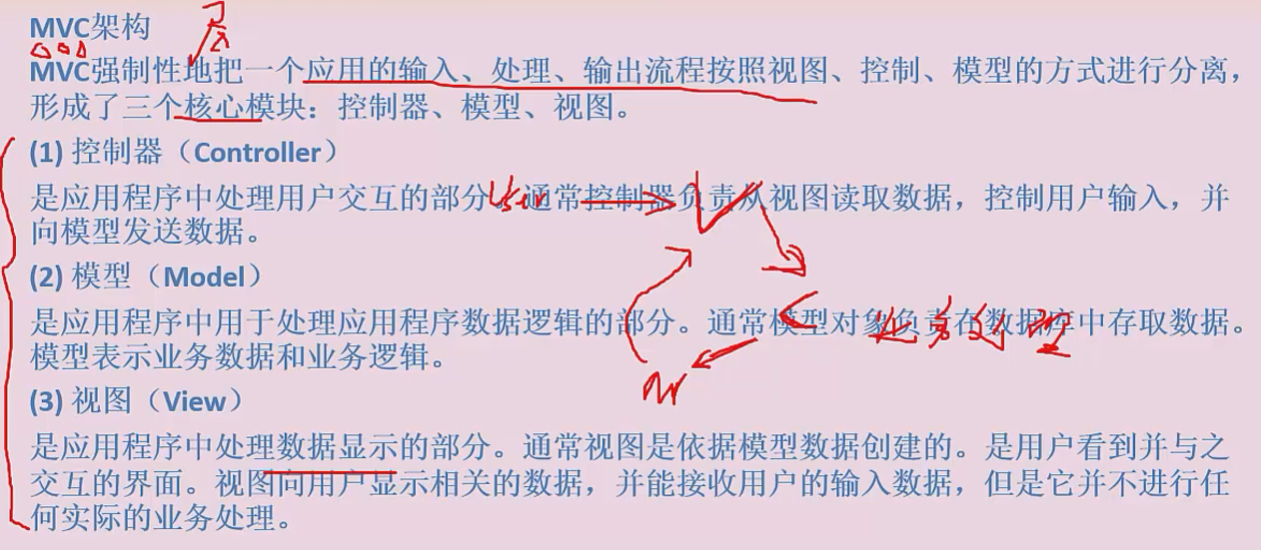 MVC架构
MVC强制性地把一个应用的输入、处理、输出流程按照视图、控制、模型的方式进行分离，
形成了三个核心模块：控制器、模型、视图。
(1) 控制器（Controller）
是应用程序中处理用户交互的部分。通常控制器负责从视图读取数据，控制用户输入，并
向模型发送数据。
(2) 模型（Model）
是应用程序中用于处理应用程序数据逻辑的部分。通常模型对象负责在数据库中存取数据。
模型表示业务数据和业务逻辑。
(3) 视图（View）
是应用程序中处理数据显示的部分。通常视图是依据模型数据创建的。是用户看到并与之
交互的界面。视图向用户显示相关的数据，并能接收用户的输入数据，但是它并不进行任
何实际的业务处理。
V
C
M